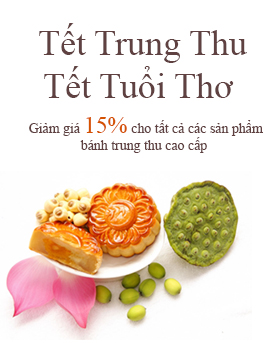 Tết Trung Thu
Tết Tuổi Thơ
Giảm giá 15% cho tất cả các sản phẩm
bánh trung thu cao cấp